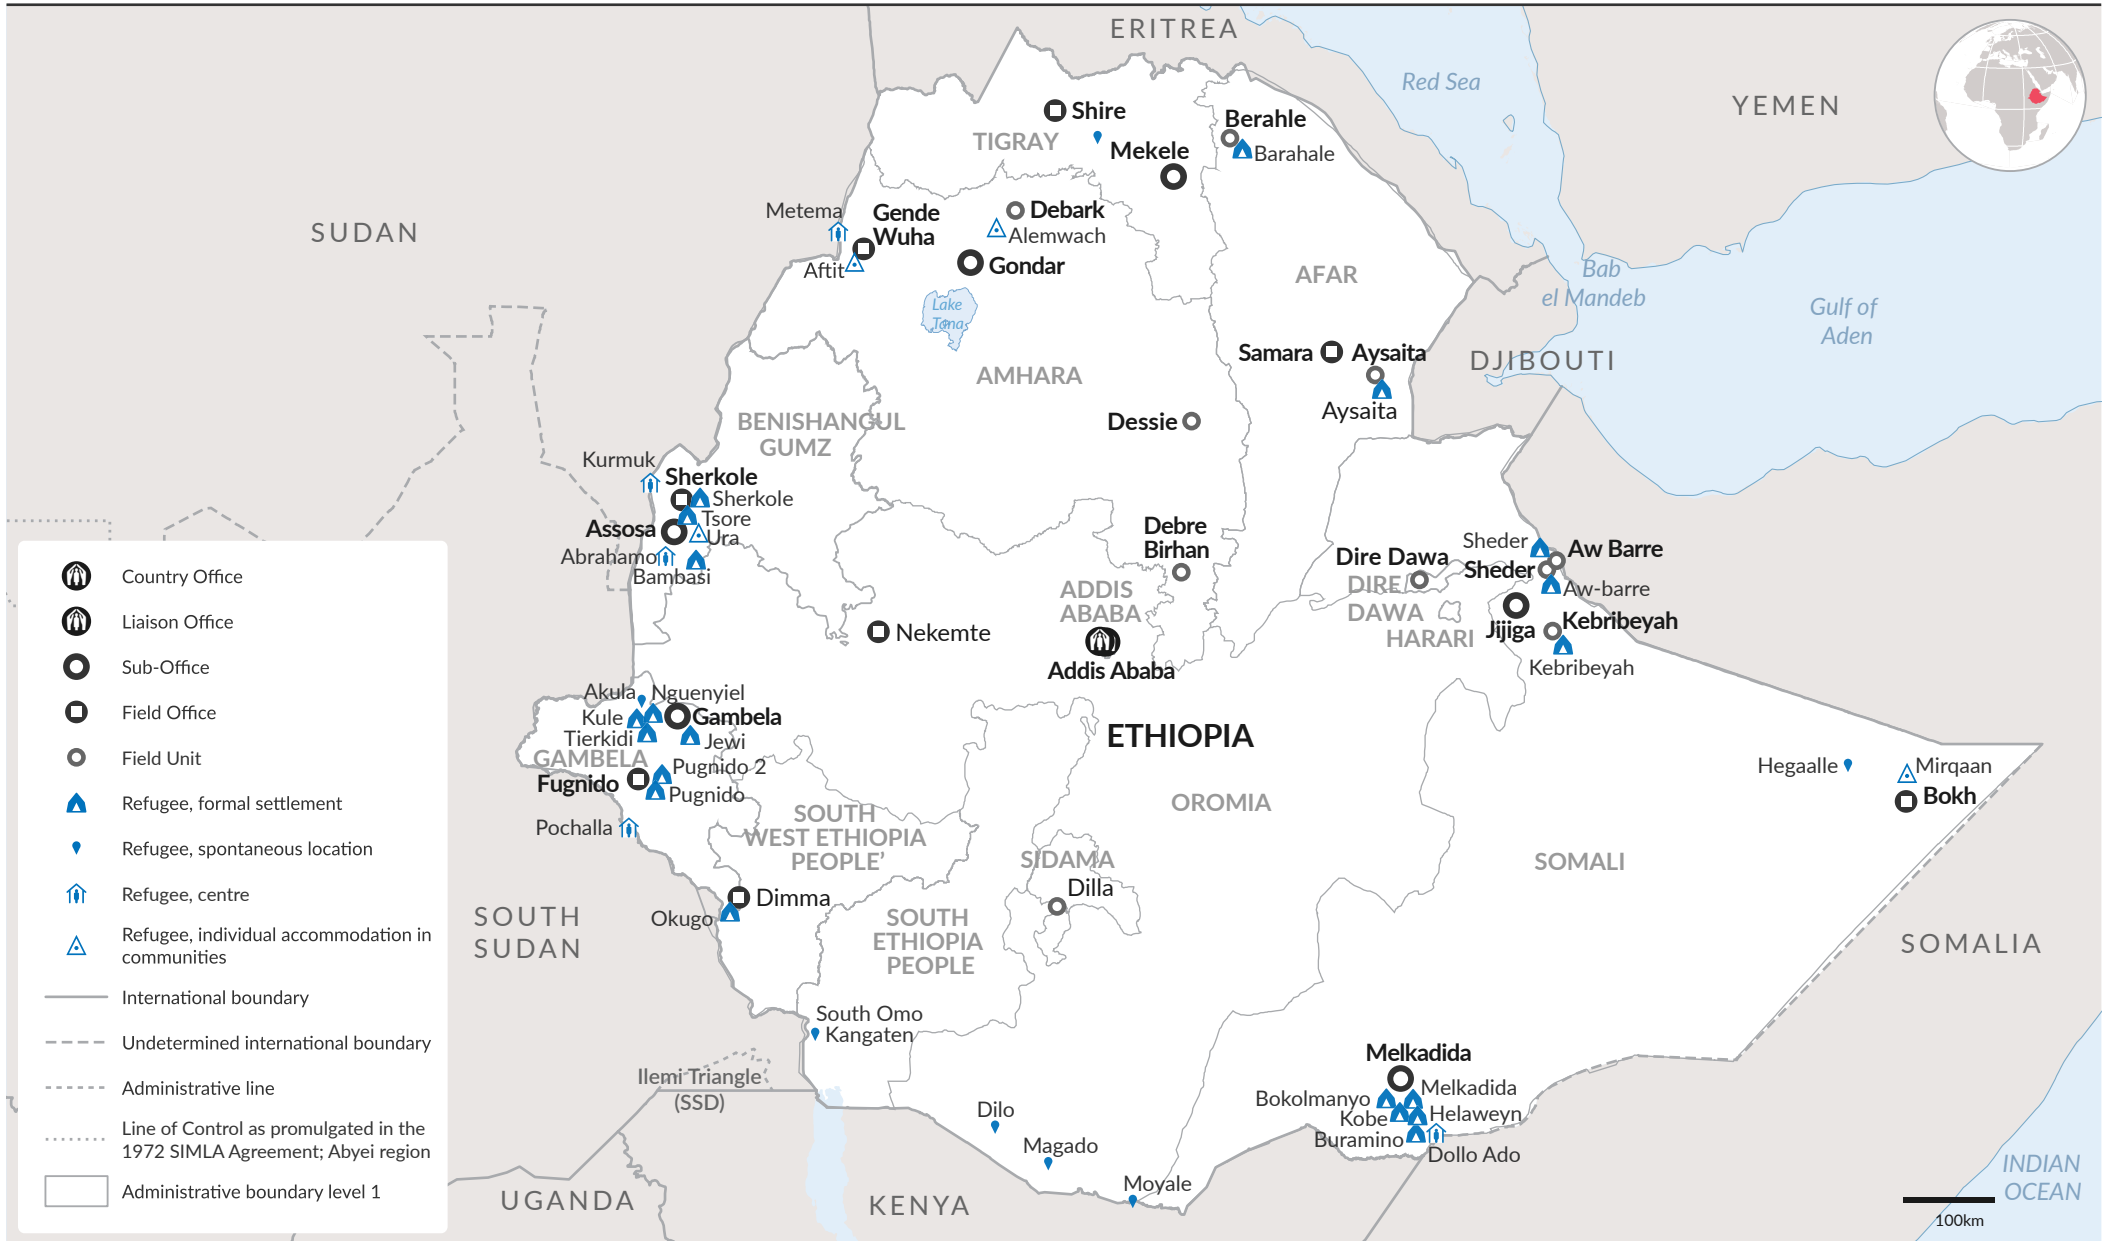 ERITREA
Red Sea
YEMEN
Shire
TIGRAY
Mekele
Berahle
Barahale
SUDAN
Metema
Gende
Wuha
Aftit
Debark
Alemwach
Gondar
Lake
Tana
AFAR
Bab
el Mandeb
Gulf of
Aden
Samara
Aysaita
Aysaita
DJIBOUTI
AMHARA
BENISHANGUL
GUMZ
Dessie
Kurmuk
Sherkole
Sherkole
Tsore
Assosa
Ura
Abrahamo
Bambasi
Debre
Birhan
Dire Dawa
DIRE
DAWA
HARARI
Sheder
Aw Barre
Sheder
Aw-barre
Jijiga
Kebribeyah
Kebribeyah
ADDIS
ABABA
Addis Ababa
Nekemte
Akula
Nguenyiel
Kule
Gambela
Tierkidi
Jewi
GAMBELA
Pugnido 2
Fugnido
Pugnido
Pochalla
ETHIOPIA
OROMIA
Hegaalle
Mirqaan
Bokh
SOUTH
WEST ETHIOPIA
PEOPLE’
SIDAMA
Dilla
SOMALI
Dimma
Okugo
SOUTH
ETHIOPIA
PEOPLE
SOUTH
SUDAN
SOMALIA
South Omo
Kangaten
Ilemi Triangle
(SSD)
Melkadida
Melkadida
Bokolmanyo
Kobe
Helaweyn
Buramino
Dollo Ado
Dilo
Magado
Moyale
UGANDA
KENYA
INDIAN
OCEAN
100km
Country Office
Liaison Office
Sub-Office
Field Office
Field Unit
Refugee, formal settlement
Refugee, spontaneous location
Refugee, centre
Refugee, individual accommodation in
communities
International boundary
Undetermined international boundary
Administrative line
Line of Control as promulgated in the
1972 SIMLA Agreement; Abyei region
Administrative boundary level 1